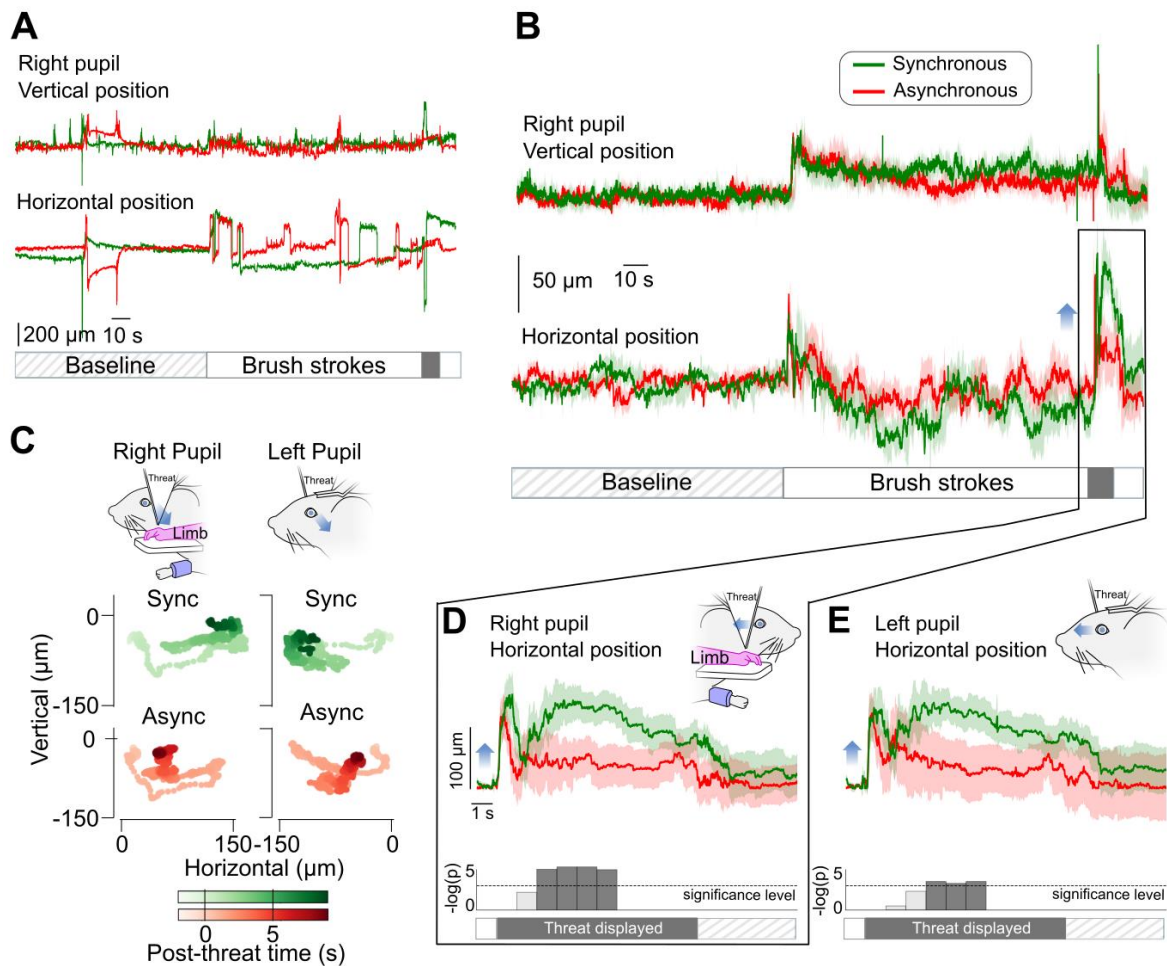 A
Right pupil
Vertical position
Horizontal position
200 µm 10 s
Baseline
Brush strokes
B
Synchronous
Asynchronous
Right pupil
Vertical position
50 µm
10 s
Horizontal position
Baseline
Brush strokes
C
Right Pupil
Left Pupil
Threat
Limb
Threat
Sync
Sync
0
-150
Async
Async
0
-150
Vertical (µm)
0
150
-150
0
Horizontal (µm)
0
5
Post-threat time (s)
D
Right pupil
Horizontal position
Threat
Limb
100 µm
1 s
5
0
-log(p)
significance level
Threat displayed
E
Left pupil
Horizontal position
Threat
5
0
-log(p)
significance level
Threat displayed